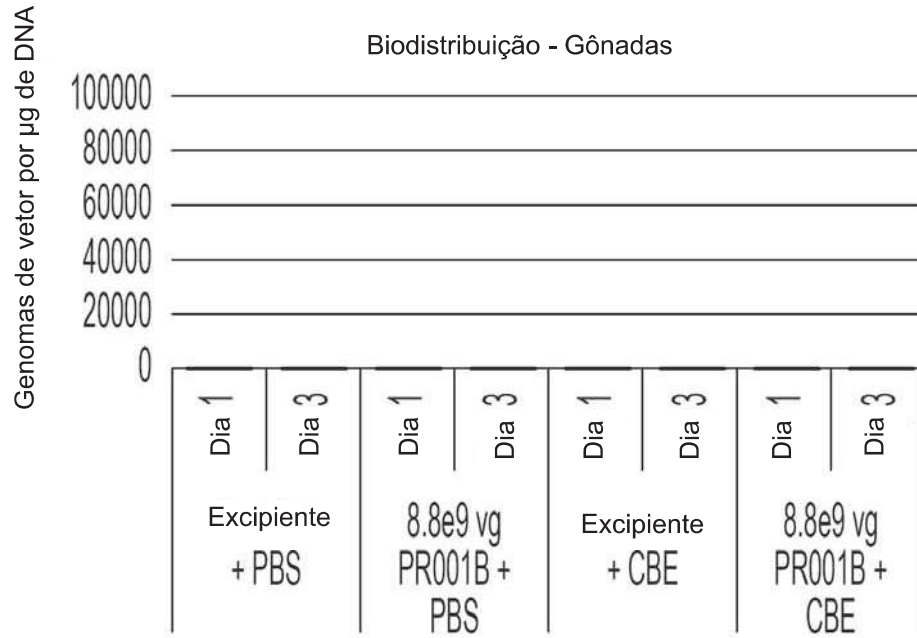 Biodistribuição - Gônadas
Genomas de vetor por µg de DNA
100000
80000
60000
40000
20000
0
Dia 1
Dia 3
Dia 1
Dia 3
Dia 1
Dia 3
Dia 1
Dia 3
Excipiente
+ PBS
8.8e9 vg
PR001B +
PBS
Excipiente
+ CBE
8.8e9 vg
PR001B +
CBE